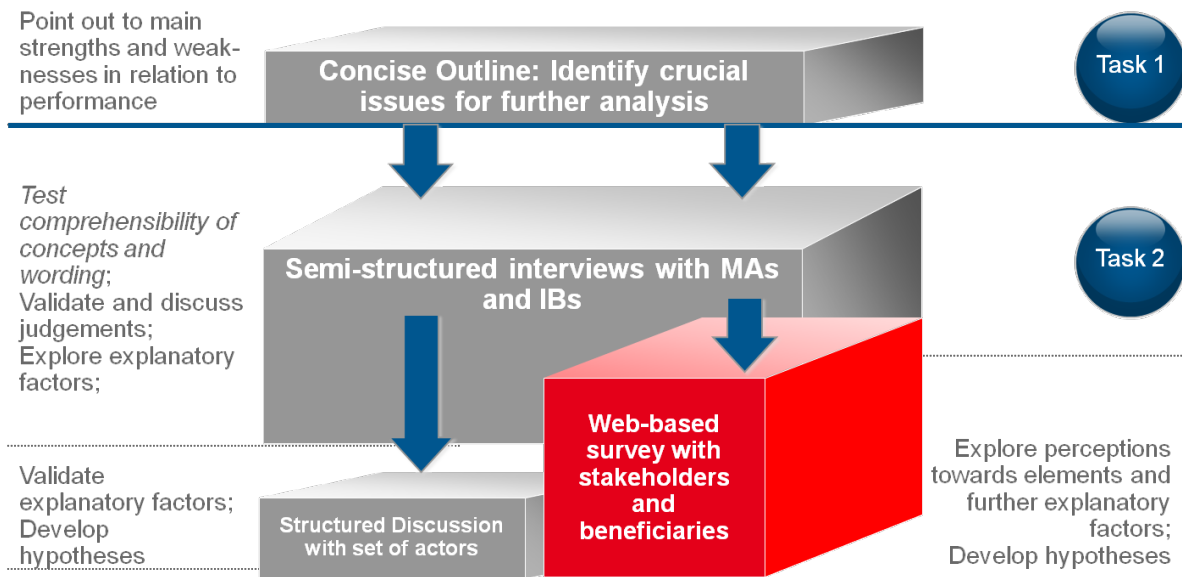 Point out to main
strengths and weak-
nesses in relation to
performance
Concise Outline: Identify crucial
issues for further analysis
Task 1
Test
comprehensibility of
concepts and
wording;
Validate and discuss
judgements;
Explore explanatory
factors;
Semi-structured interviews with MAs
and IBs
Task 2
Validate
explanatory factors;
Develop
hypotheses
Structured Discussion
with set of actors
Web-based
survey with
stakeholders
and
beneficiaries
Explore perceptions
towards elements and
further explanatory
factors;
Develop hypotheses